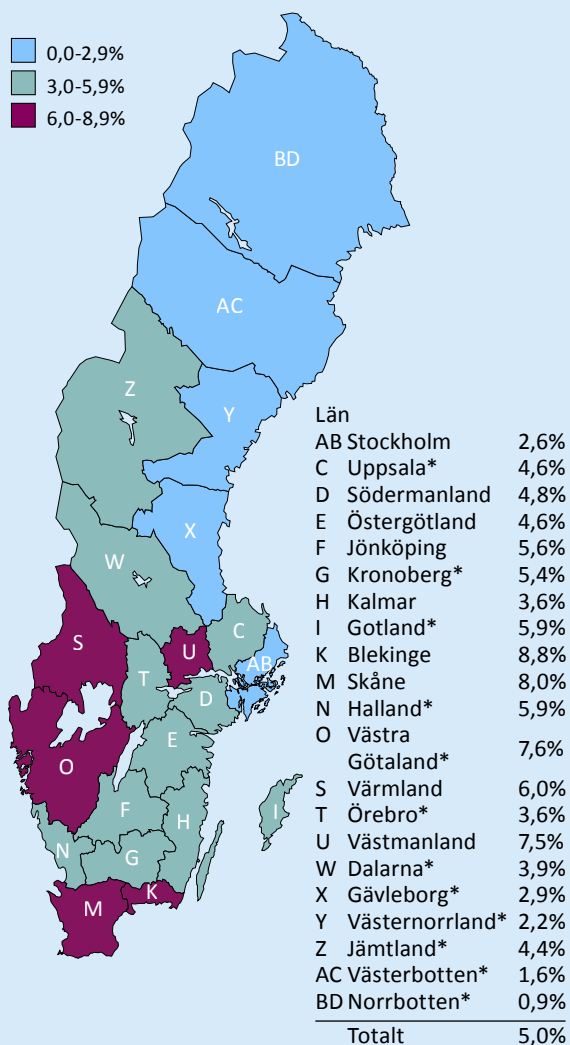 0,0-2,9%
3,0-5,9%
6,0-8,9%
BD
AC
Z
Y
X
W
S
U
C
AB
T
D
O
E
F
H
I
N
G
K
M
Län
AB Stockholm 2,6%
C Uppsala* 4,6%
D Södermanland 4,8%
E Östergötland 4,6%
F Jönköping 5,6%
G Kronoberg* 5,4%
H Kalmar 3,6%
I Gotland* 5,9%
K Blekinge 8,8%
M Skåne 8,0%
N Halland* 5,9%
O Västra
Götaland* 7,6%
S Värmland 6,0%
T Örebro* 3,6%
U Västmanland 7,5%
W Dalarna* 3,9%
X Gävleborg* 2,9%
Y Västernorrland* 2,2%
Z Jämtland* 4,4%
AC Västerbotten* 1,6%
BD Norrbotten* 0,9%
Totalt 5,0%